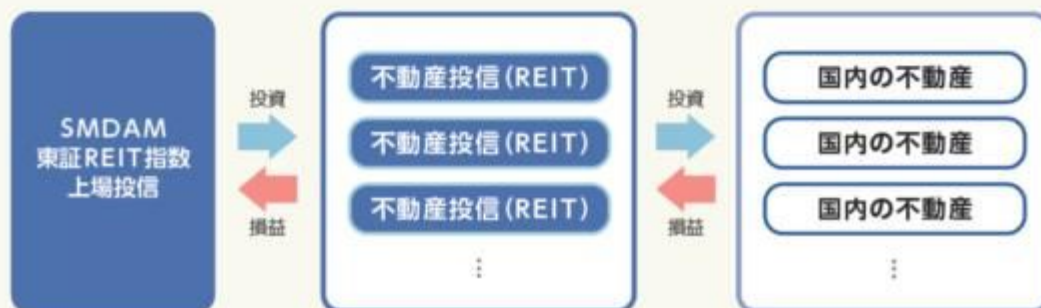 SMDAM
東証REIT指数
上場投信
投資
損益
不動産投信(REIT)
不動産投信(REIT)
不動産投信(REIT)
⋮
投資
損益
国内の不動産
国内の不動産
国内の不動産
⋮